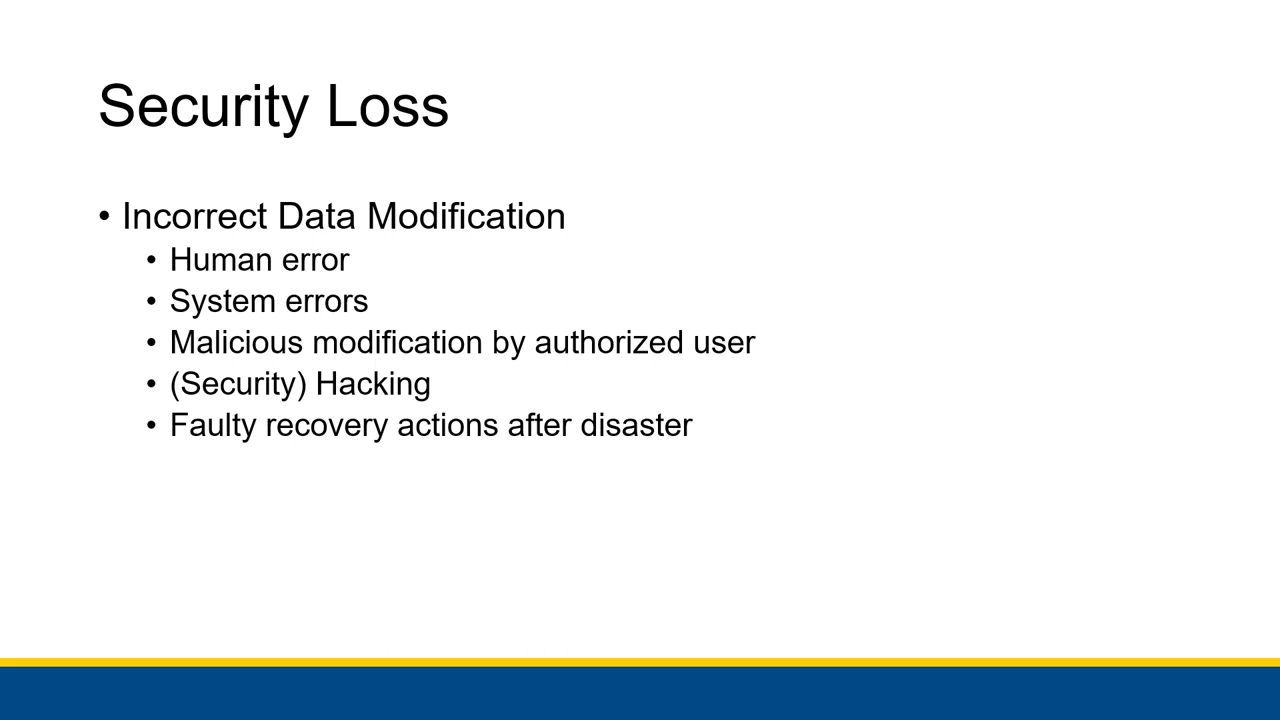 Security Loss
• Incorrect Data Modification
• Human error
• System errors
• Malicious modification by authorized user
• (Security) Hacking
• Faulty recovery actions after disaster